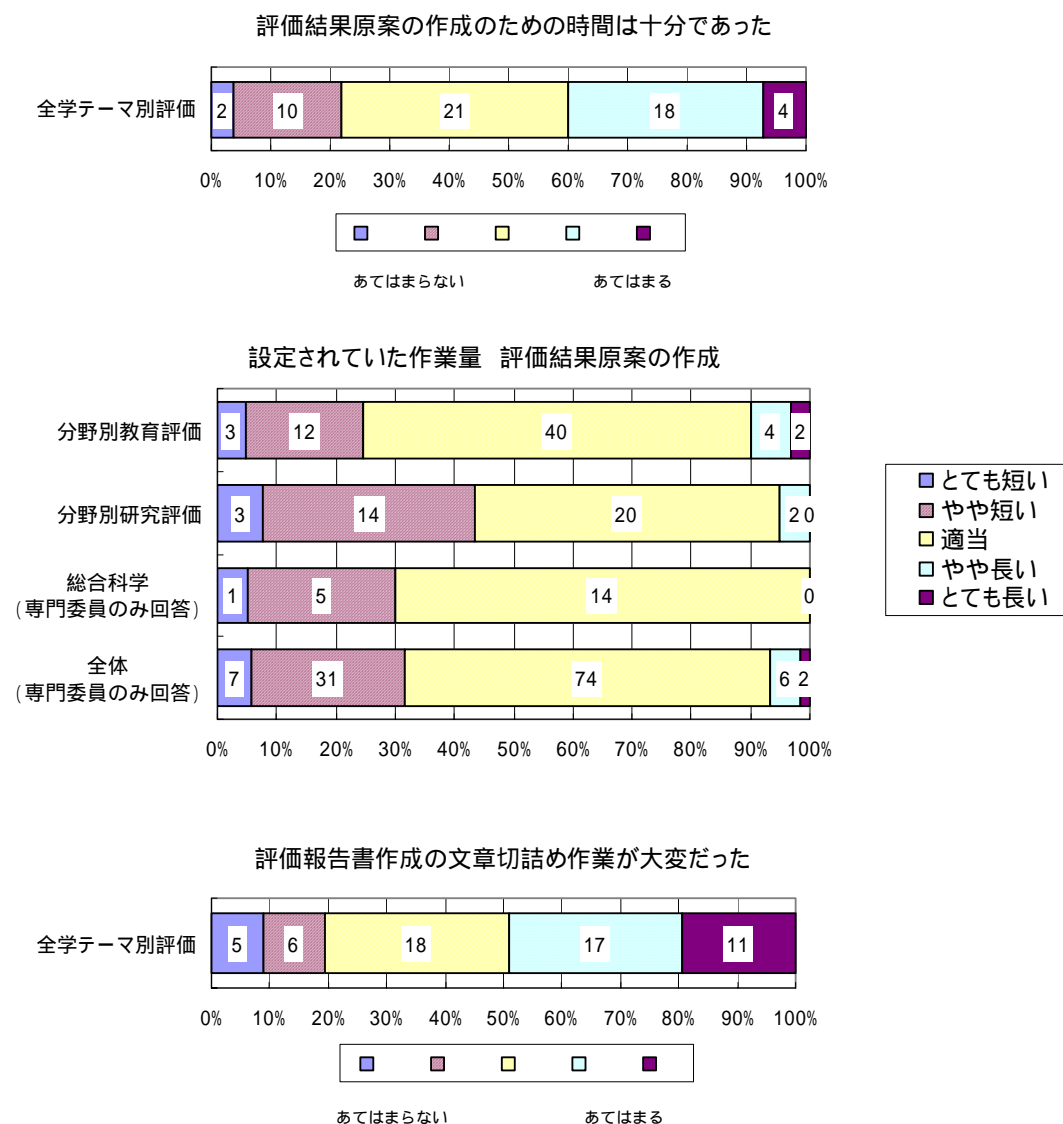 評価結果原案の作成のための時間は十分であった
全学テーマ別評価
2 10 21 18 4
0% 10% 20% 30% 40% 50% 60% 70% 80% 90% 100%
あてはまらない あてはまる
設定されていた作業量 評価結果原案の作成
分野別教育評価
3 12 40 4 2
分野別研究評価
3 14 20 2 0
総合科学
(専門委員のみ回答)
1 5 14 0
全体
(専門委員のみ回答)
7 31 74 6 2
0% 10% 20% 30% 40% 50% 60% 70% 80% 90% 100%
とても短い
やや短い
適当
やや長い
とても長い
評価報告書作成の文章切詰め作業が大変だった
全学テーマ別評価
5 6 18 17 11
0% 10% 20% 30% 40% 50% 60% 70% 80% 90% 100%
あてはまらない あてはまる